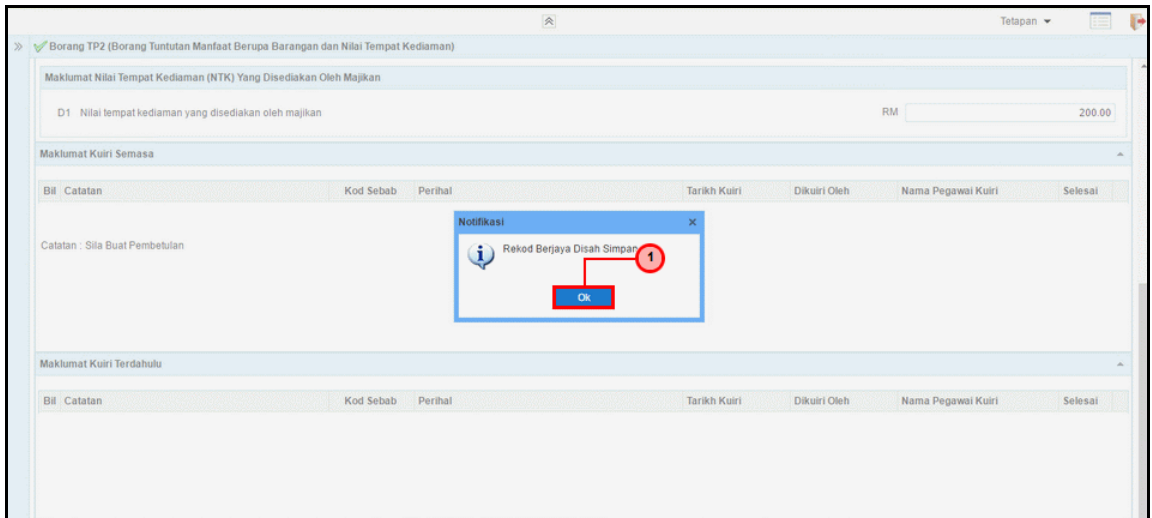 Tetapan
Borang TP2 (Borang Tuntutan Manfaat Berupa Barangan dan Nilai Tempat Kediaman)
Maklumat Nilai Tempat Kediaman (NTK) Yang Disediakan Oleh Majikan
D1 Nilai tempat kediaman yang disediakan oleh majikan RM 200.00
Maklumat Kuiri Semasa
Bil Catatan Kod Sebab Perihal Tarikh Kuiri Dikuiri Oleh Nama Pegawai Kuiri Selesai
Notifikasi
Catatan : Sila Buat Pembetulan
Rekod Berjaya Disah Simpan
1
Ok
Maklumat Kuiri Terdahulu
Bil Catatan Kod Sebab Perihal Tarikh Kuiri Dikuiri Oleh Nama Pegawai Kuiri Selesai